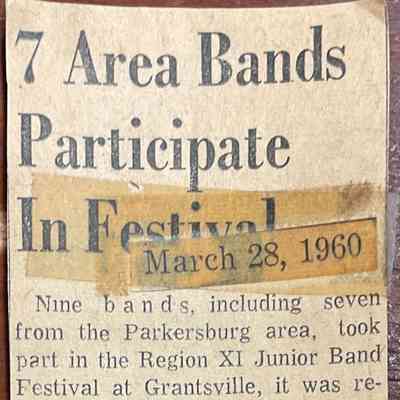 7 Area Bands
Participate
In Festival
March 28, 1960
Nine bands, including seven
from the Parkersburg area, took
part in the Region XI Junior Band
Festival at Grantsville, it was re-